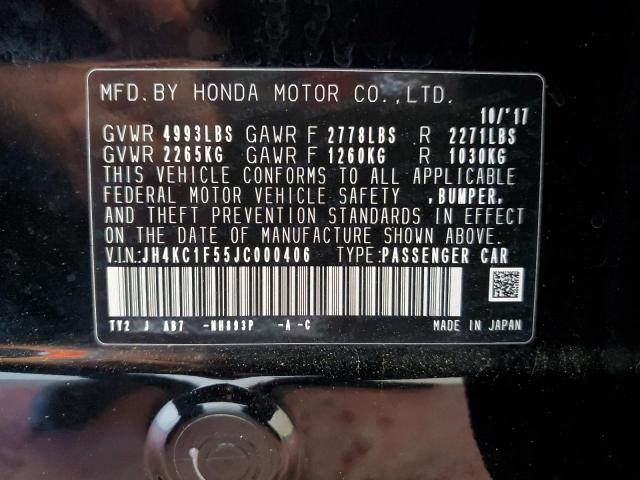 MFD.BY HONDA MOTOR CO.,LTD.
10/'17
GVWR 4993LBS GAWR F 2778LBS R 2271LBS
GVWR 2265KG GAWR F 1260KG R 1030KG
THIS VEHICLE CONFORMS TO ALL APPLICABLE
FEDERAL MOTOR VEHICLE SAFETY ,BUMPER,
AND THEFT PREVENTION STANDARDS IN EFFECT
ON THE DATE OF MANUFACTURE SHOWN ABOVE.
V.I.N:JH4KC1F55JC000406 TYPE:PASSENGER CAR
TY2 J AB7 -NH893P -A -C MADE IN JAPAN